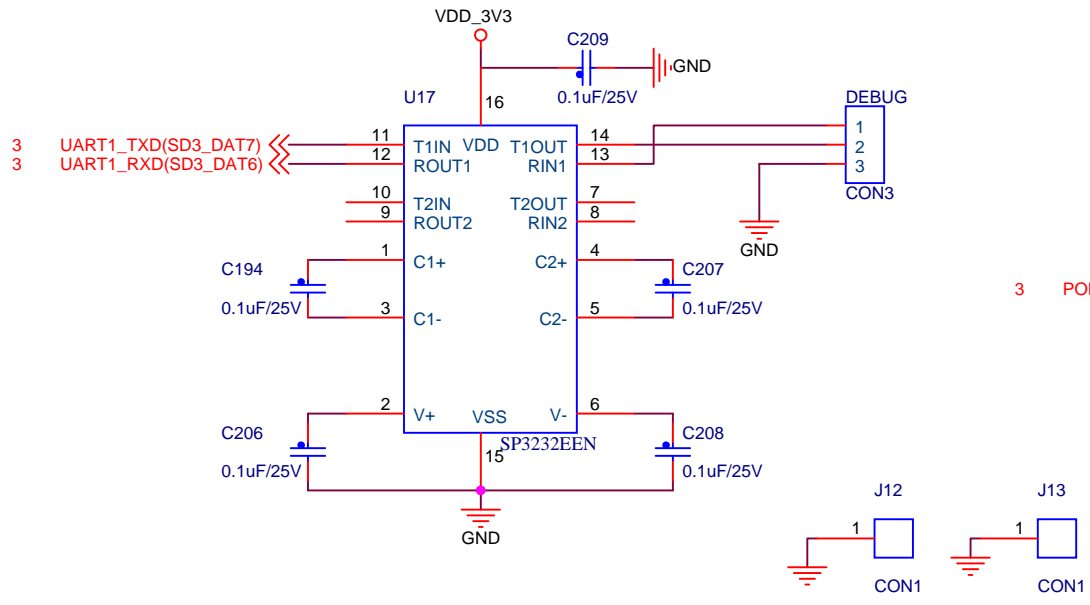 VDD_3V3
C209
GND
0.1uF/25V
U17
16
DEBUG
3 UART1_TXD(SD3_DAT7) 11 T1IN VDD T1OUT 14 1
3 UART1_RXD(SD3_DAT6) 12 ROUT1 RIN1 13 2
3
10 T2IN T2OUT 7
9 ROUT2 RIN2 8
CON3
GND
1 C1+ C2+ 4
C194 C207
0.1uF/25V 0.1uF/25V
3 C1- C2- 5
3 POI
2 V+ VSS V- 6
C206 C208
SP3232EEN
15
0.1uF/25V 0.1uF/25V
GND
J12 J13
1 1
CON1 CON1